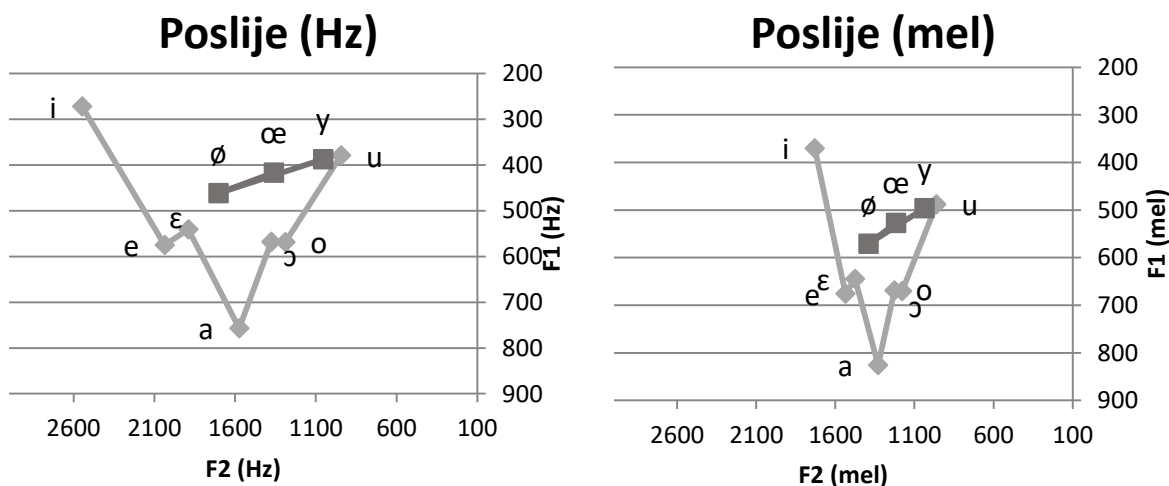 Poslije (Hz)
200
300
400
500
600
700
800
900
F1 (Hz)
i
y
œ
ø
u
ɛ
e
o
ɔ
a
2600 2100 1600 1100 100
F2 (Hz)
Poslije (mel)
200
300
400
500
600
700
800
900
F1 (mel)
i
y
œ
ø
u
ɛ
e
o
ɔ
a
2600 2100 1600 1100 100
F2 (mel)